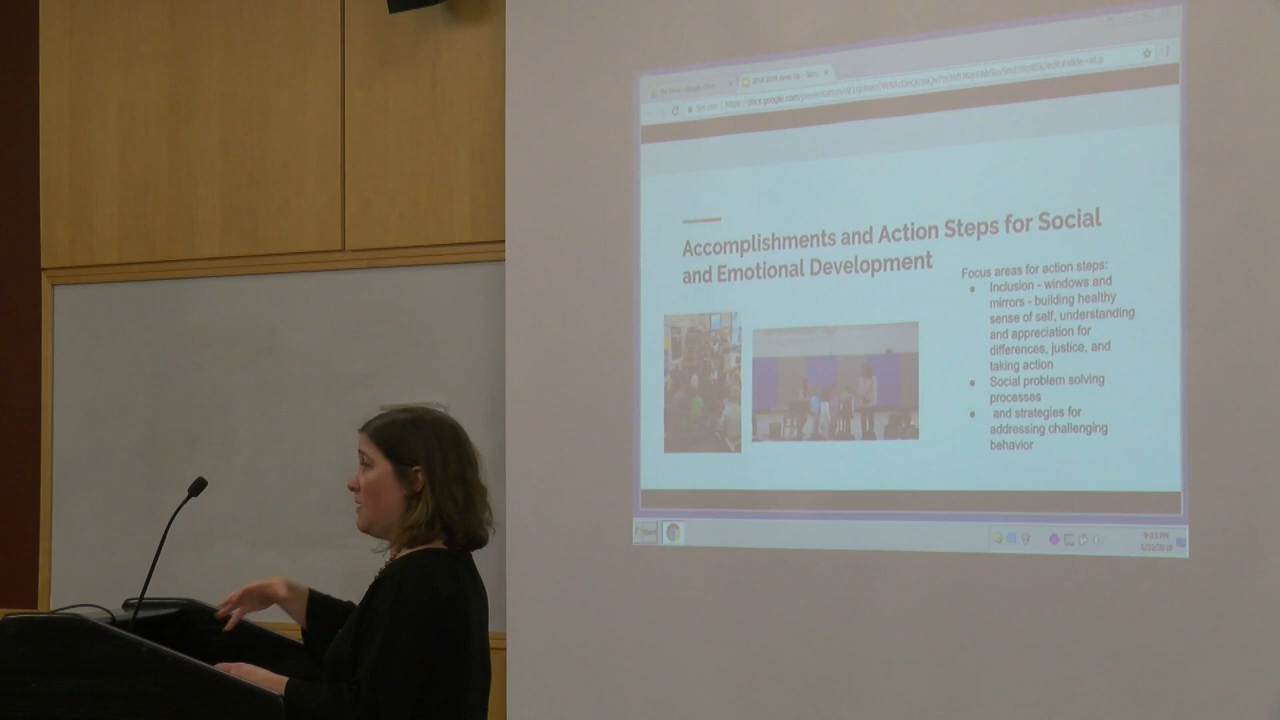 Accomplishments and Action Steps for Social
and Emotional Development
Focus areas for action steps:
● Inclusion - windows and
mirrors - building healthy
sense of self, understanding
and appreciation for
differences, justice, and
taking action
● Social problem solving
processes
● and strategies for
addressing challenging
behavior